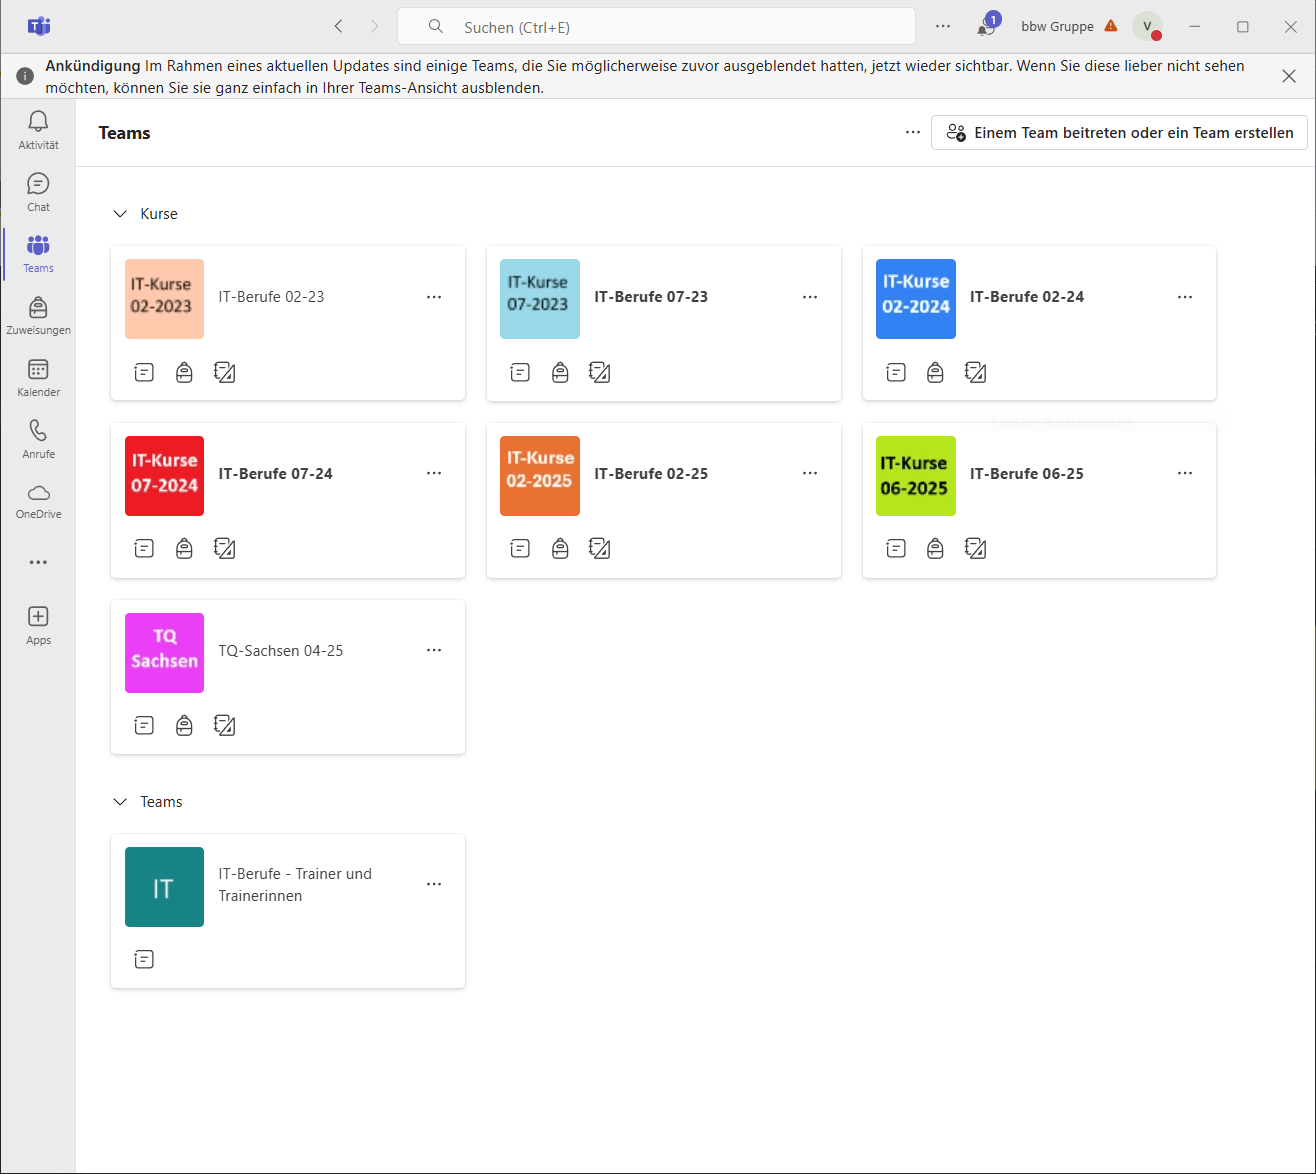 Suchen (Ctrl+E)
1
bbw Gruppe
V
Ankündigung Im Rahmen eines aktuellen Updates sind einige Teams, die Sie möglicherweise zuvor ausgeblendet hatten, jetzt wieder sichtbar. Wenn Sie diese lieber nicht sehen
möchten, können Sie sie ganz einfach in Ihrer Teams-Ansicht ausblenden.
Aktivität
Chat
Teams
Zuweisungen
Kalender
Anrufe
OneDrive
Apps
Teams
Einem Team beitreten oder ein Team erstellen
Kurse
IT-Kurse
02-2023
IT-Berufe 02-23
IT-Kurse
07-2023
IT-Berufe 07-23
IT-Kurse
02-2024
IT-Berufe 02-24
Fenster ausschneiden
IT-Kurse
07-2024
IT-Berufe 07-24
IT-Kurse
02-2025
IT-Berufe 02-25
IT-Kurse
06-2025
IT-Berufe 06-25
TQ
Sachsen
TQ-Sachsen 04-25
Teams
IT
IT-Berufe - Trainer und
Trainerinnen